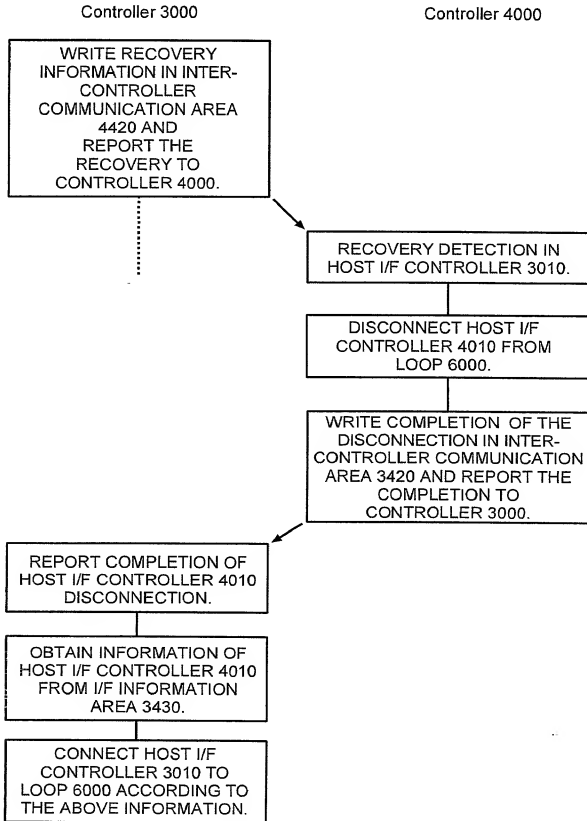 Controller 3000
Controller 4000
WRITE RECOVERY
INFORMATION IN INTER-
CONTROLLER
COMMUNICATION AREA
4420 AND
REPORT THE
RECOVERY TO
CONTROLLER 4000.
RECOVERY DETECTION IN
HOST I/F CONTROLLER 3010.
DISCONNECT HOST I/F
CONTROLLER 4010 FROM
LOOP 6000.
WRITE COMPLETION OF THE
DISCONNECTION IN INTER-
CONTROLLER COMMUNICATION
AREA 3420 AND REPORT THE
COMPLETION TO
CONTROLLER 3000.
REPORT COMPLETION OF
HOST I/F CONTROLLER 4010
DISCONNECTION.
OBTAIN INFORMATION OF
HOST I/F CONTROLLER 4010
FROM I/F INFORMATION
AREA 3430.
CONNECT HOST I/F
CONTROLLER 3010 TO
LOOP 6000 ACCORDING TO
THE ABOVE INFORMATION.